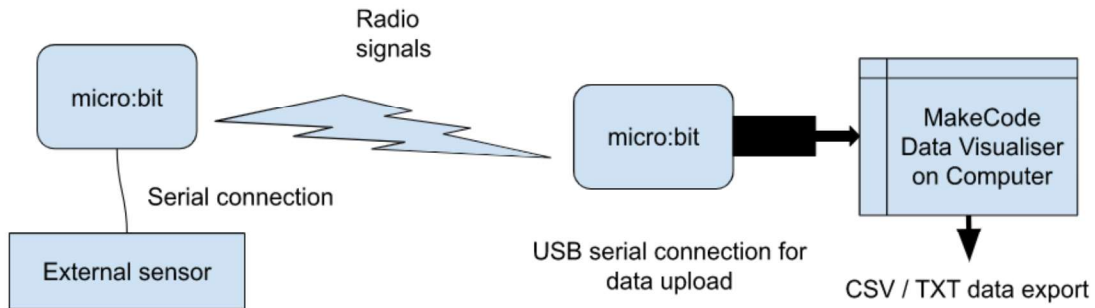 Radio
signals
micro:bit
micro:bit
MakeCode
Data Visualiser
on Computer
Serial connection
External sensor
USB serial connection for
data upload
CSV / TXT data export